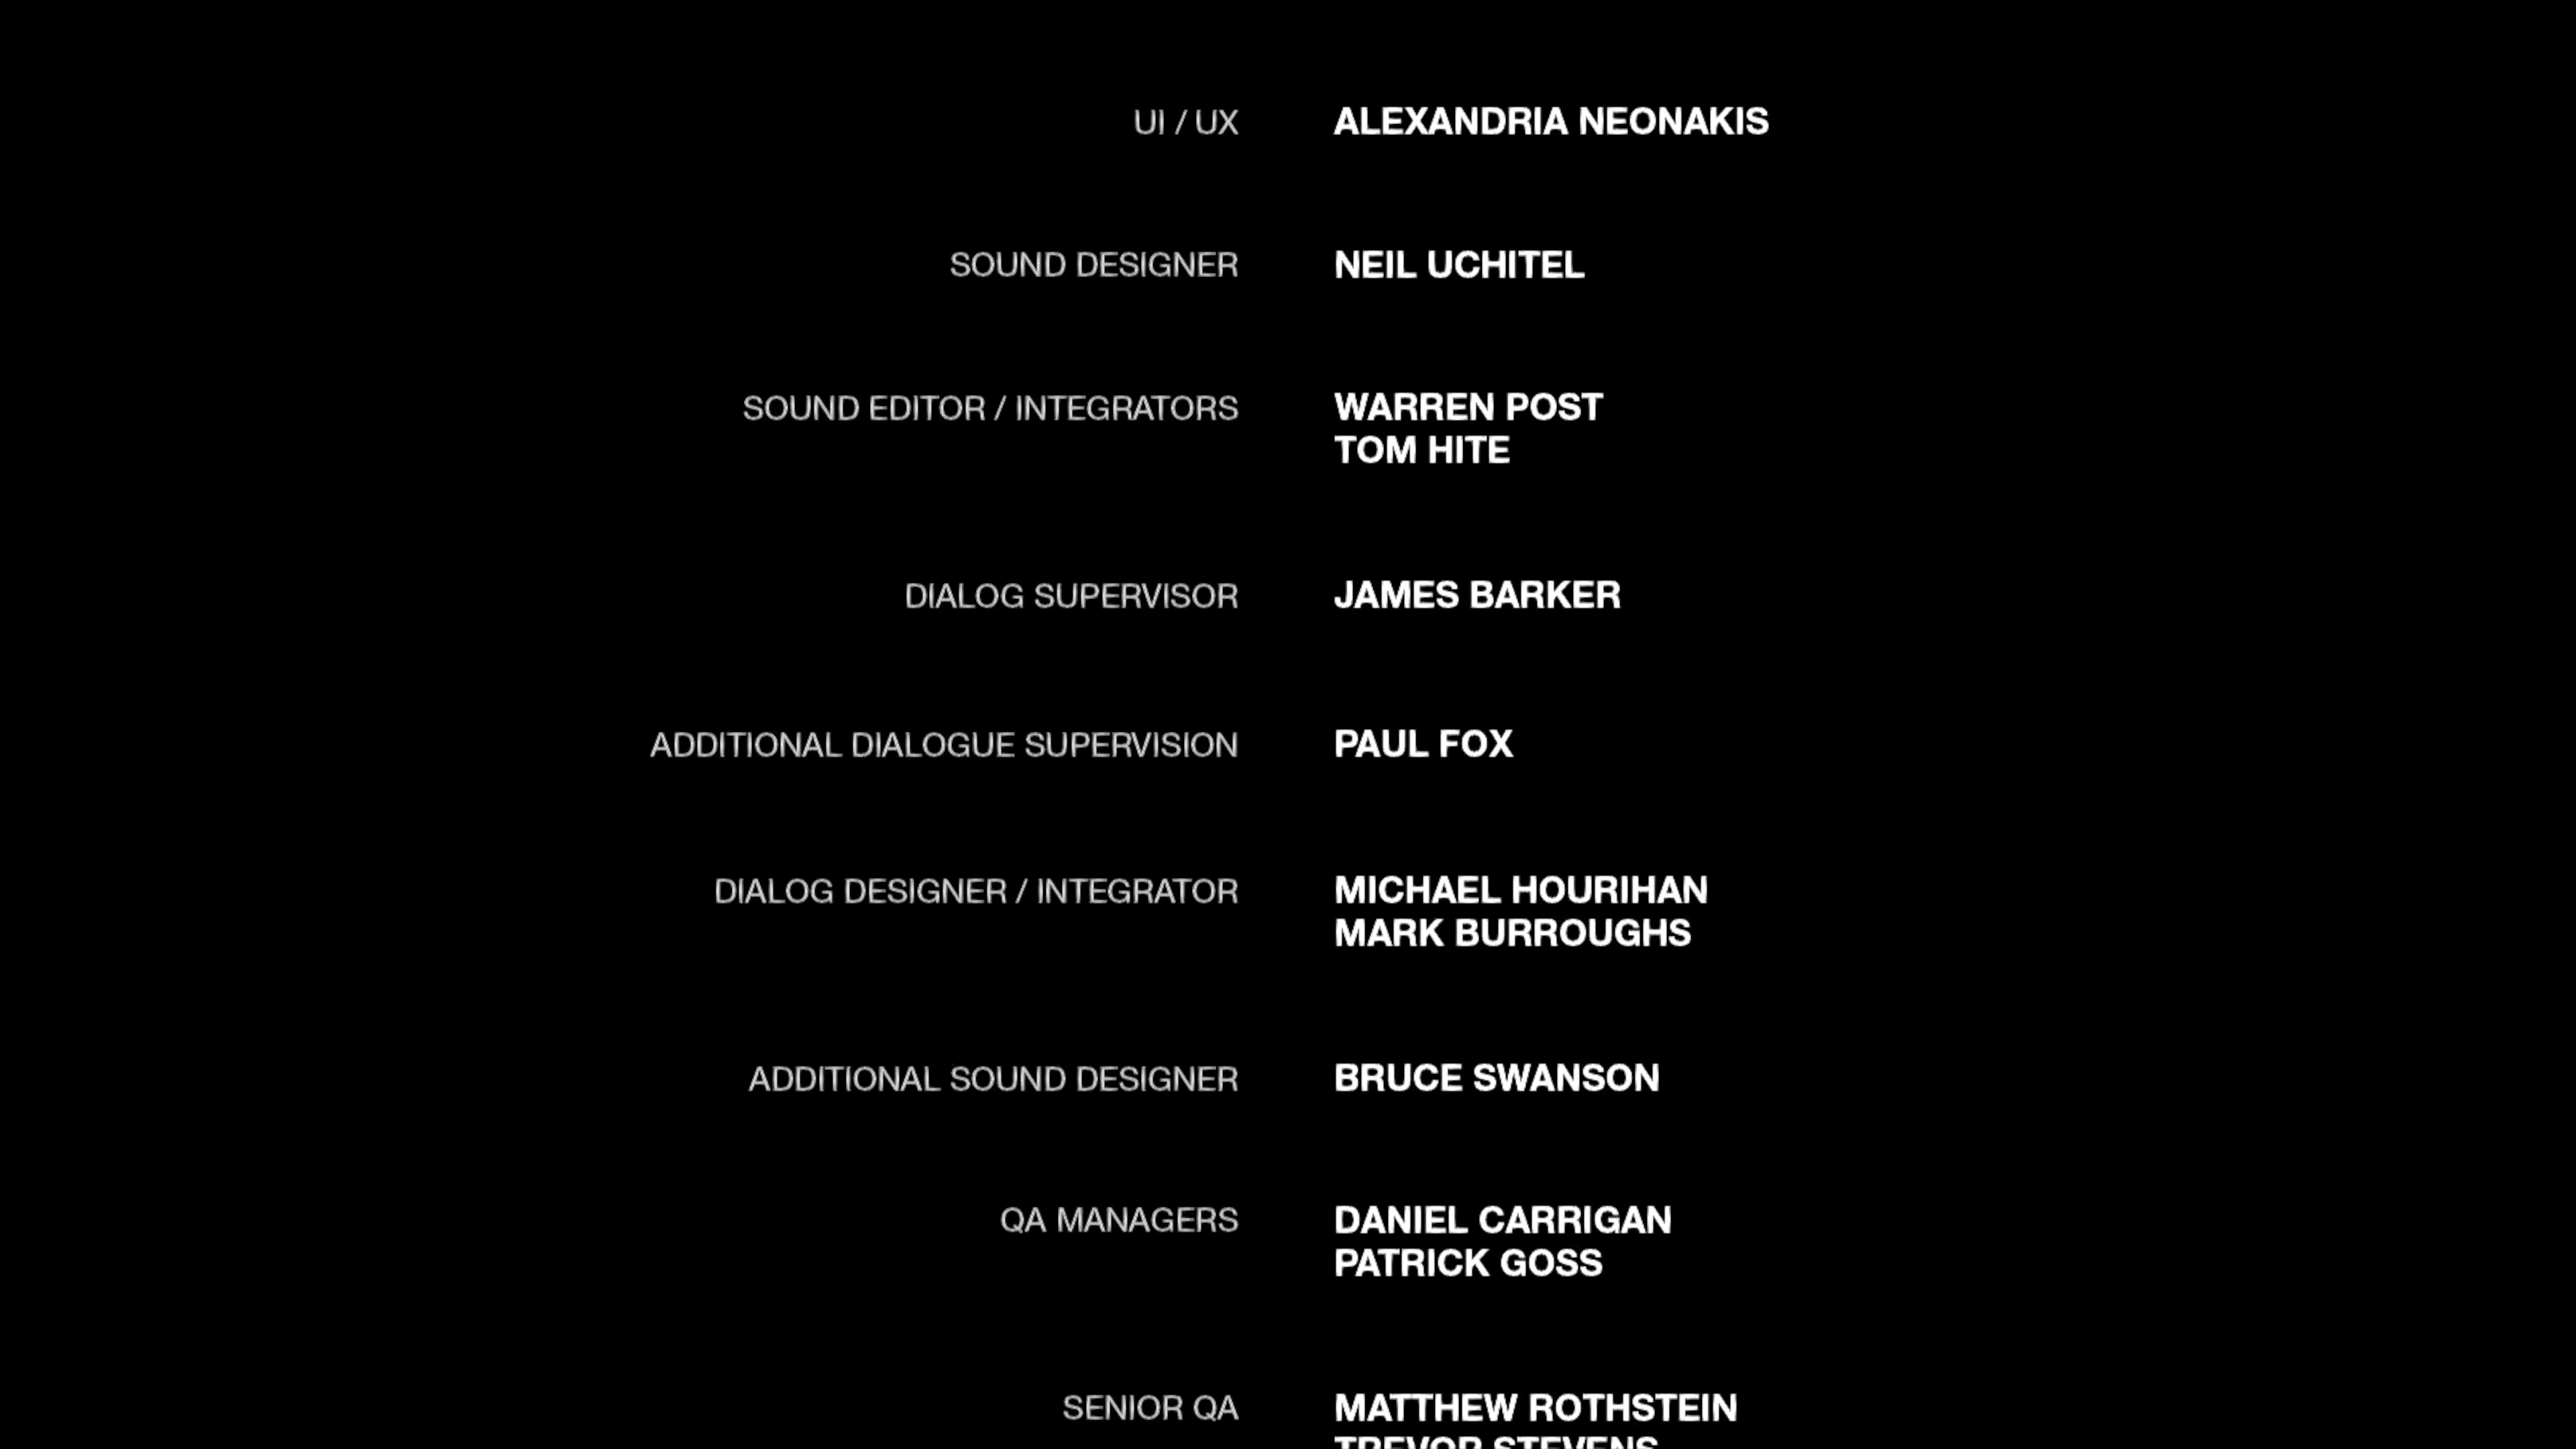 UI / UX ALEXANDRIA NEONAKIS
SOUND DESIGNER NEIL UCHITEL
SOUND EDITOR / INTEGRATORS WARREN POST
TOM HITE
DIALOG SUPERVISOR JAMES BARKER
ADDITIONAL DIALOGUE SUPERVISION PAUL FOX
DIALOG DESIGNER / INTEGRATOR MICHAEL HOURIHAN
MARK BURROUGHS
ADDITIONAL SOUND DESIGNER BRUCE SWANSON
QA MANAGERS DANIEL CARRIGAN
PATRICK GOSS
SENIOR QA MATTHEW ROTHSTEIN
TREVOR STEVENS